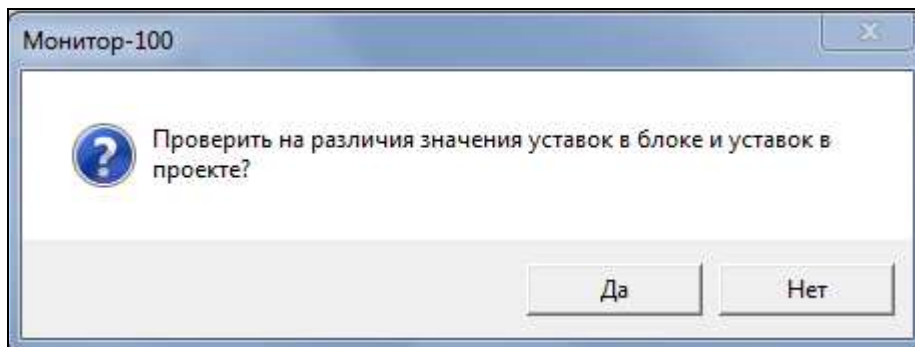 Монитор-100
Проверить на различия значения уставок в блоке и уставок в
проекте?
Да
Нет